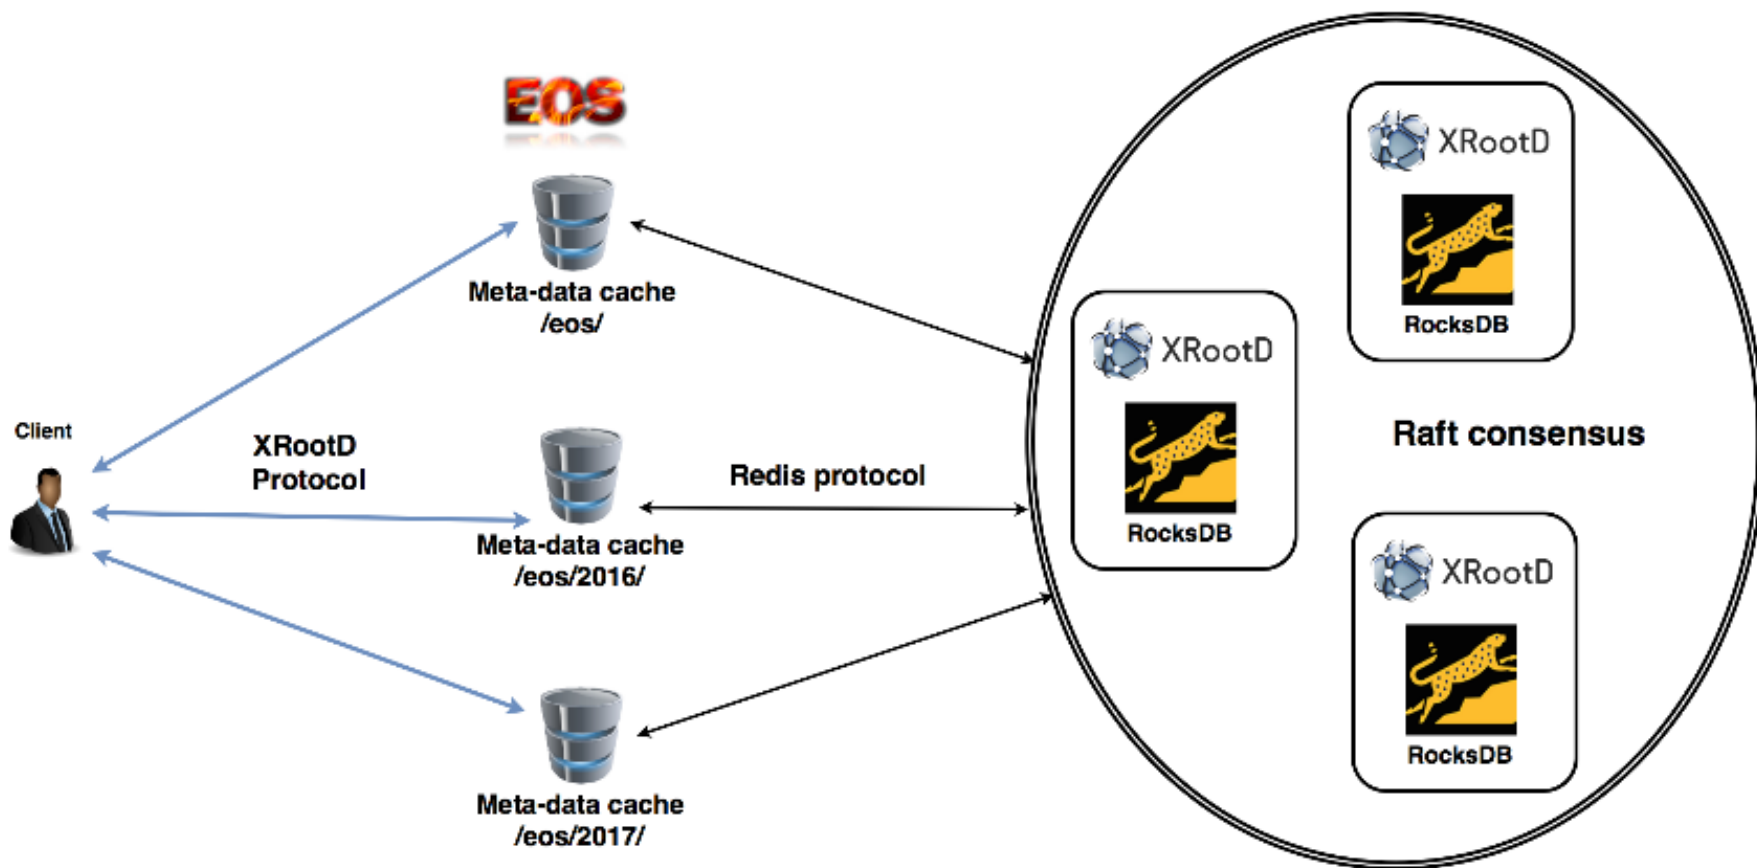 EOS
Meta-data cache
/eos/
Client
XRootD
Protocol
Meta-data cache
/eos/2016/
Redis protocol
Meta-data cache
/eos/2017/
XRootD
RocksDB
XRootD
RocksDB
Raft consensus
XRootD
RocksDB